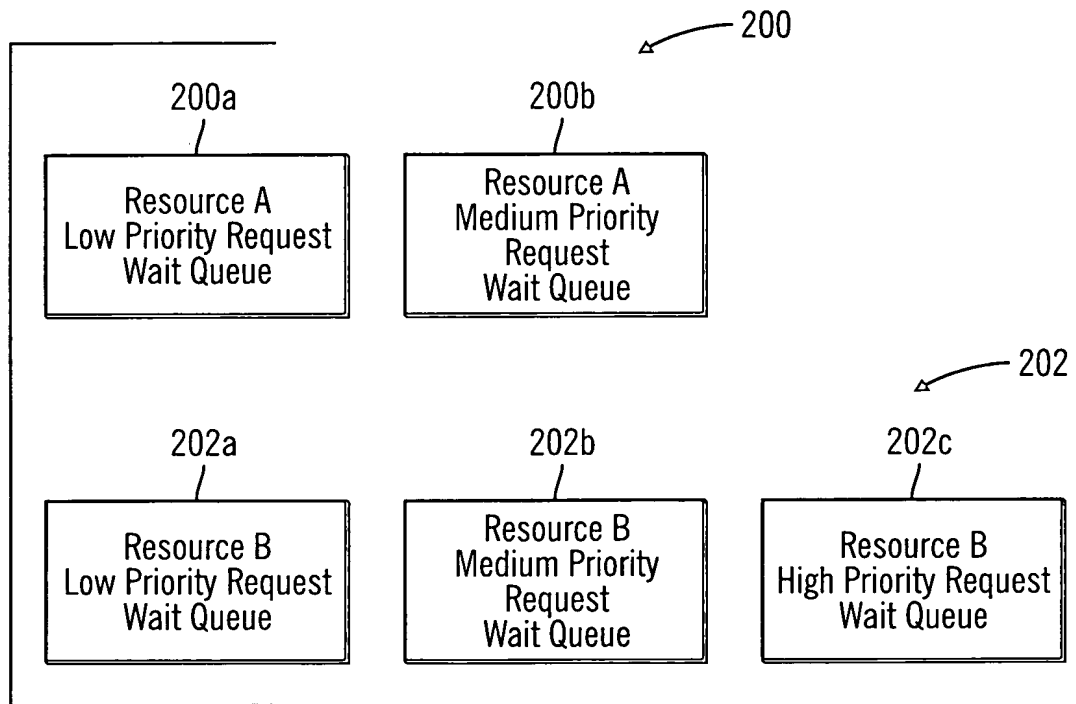 200
200a
200b
Resource A
Low Priority Request
Wait Queue
Resource A
Medium Priority
Request
Wait Queue
202
202a
202b
202c
Resource B
Low Priority Request
Wait Queue
Resource B
Medium Priority
Request
Wait Queue
Resource B
High Priority Request
Wait Queue